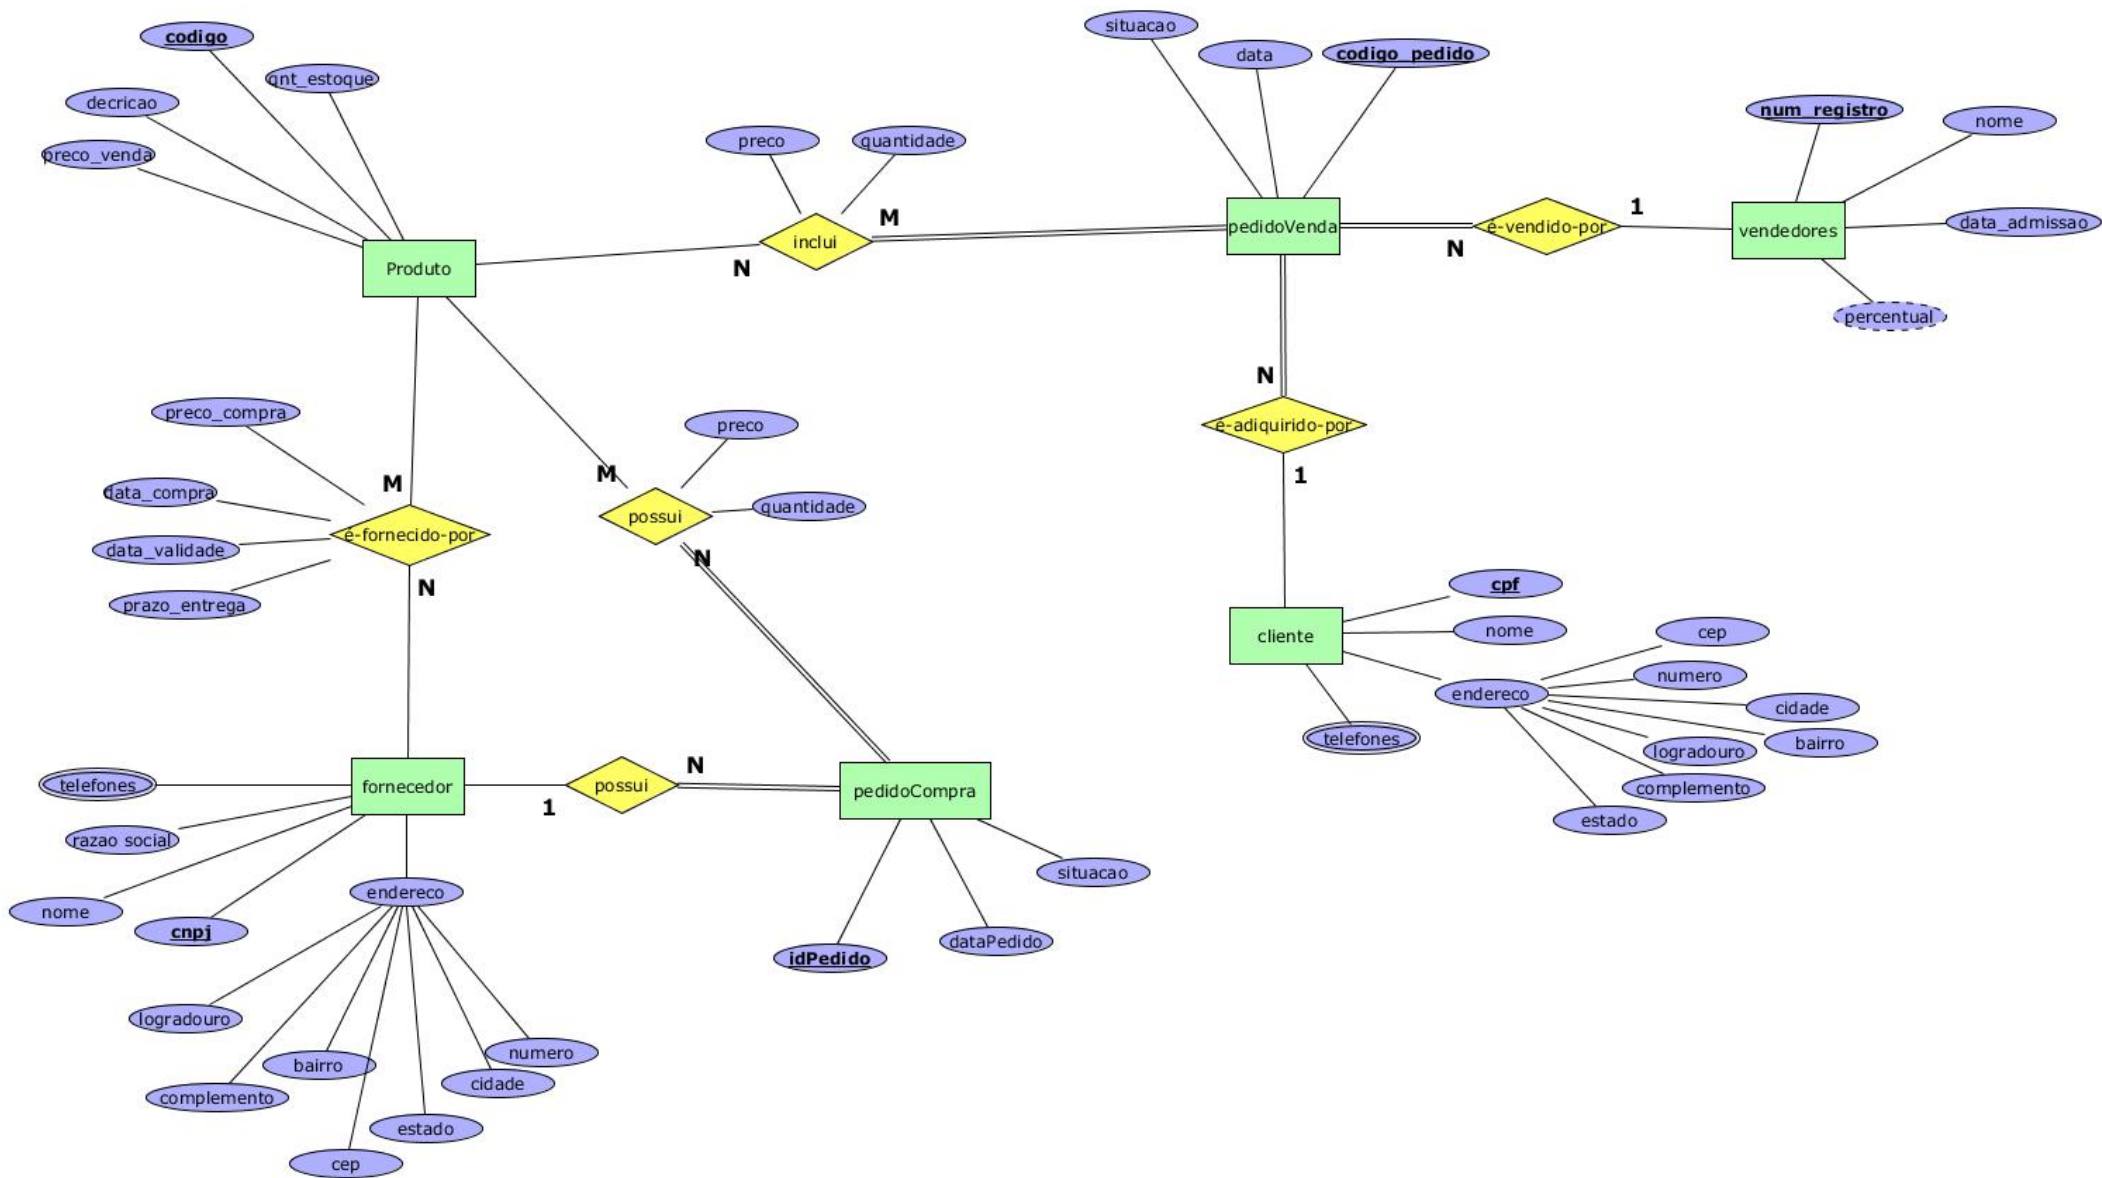 situacao
codigo
data
codigo_pedido
qnt_estoque
decricao
num_registro
nome
preco
quantidade
preco_venda
M
1
pedidoVenda
é-vendido-por
vendedores
data_admissao
inclui
N
N
Produto
percentual
N
é-adiquirido-por
1
preco_compra
preco
M
M
data_compra
possui
quantidade
é-fornecido-por
data_validade
N
N
prazo_entrega
cpf
nome
cep
cliente
numero
endereco
cidade
telefones
bairro
logradouro
complemento
estado
telefones
fornecedor
possui
N
pedidoCompra
1
razao social
situacao
endereco
nome
cnpj
dataPedido
idPedido
logradouro
numero
bairro
cidade
complemento
estado
cep